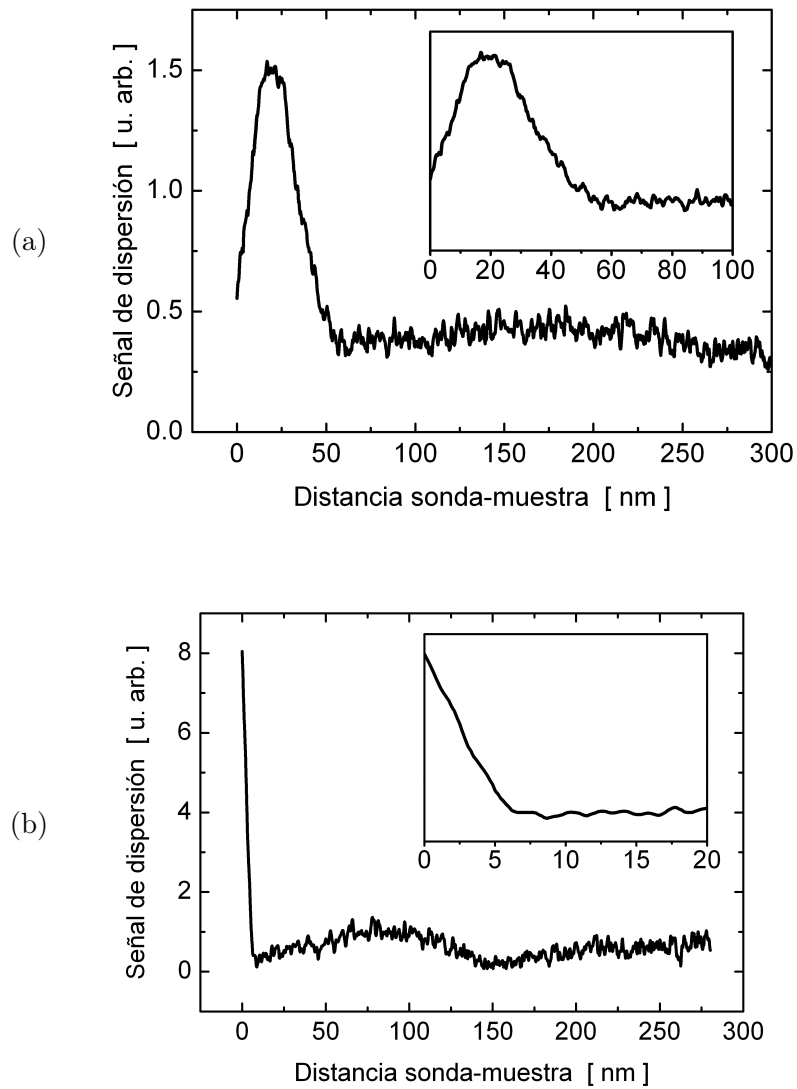 (a)
Señal de dispersión [ u. arb. ]
1.5
1.0
0.5
0.0
0 50 100 150 200 250 300
Distancia sonda-muestra [ nm ]
0 20 40 60 80 100
(b)
Señal de dispersión [ u. arb. ]
8
6
4
2
0
0 50 100 150 200 250 300
Distancia sonda-muestra [ nm ]
0 5 10 15 20